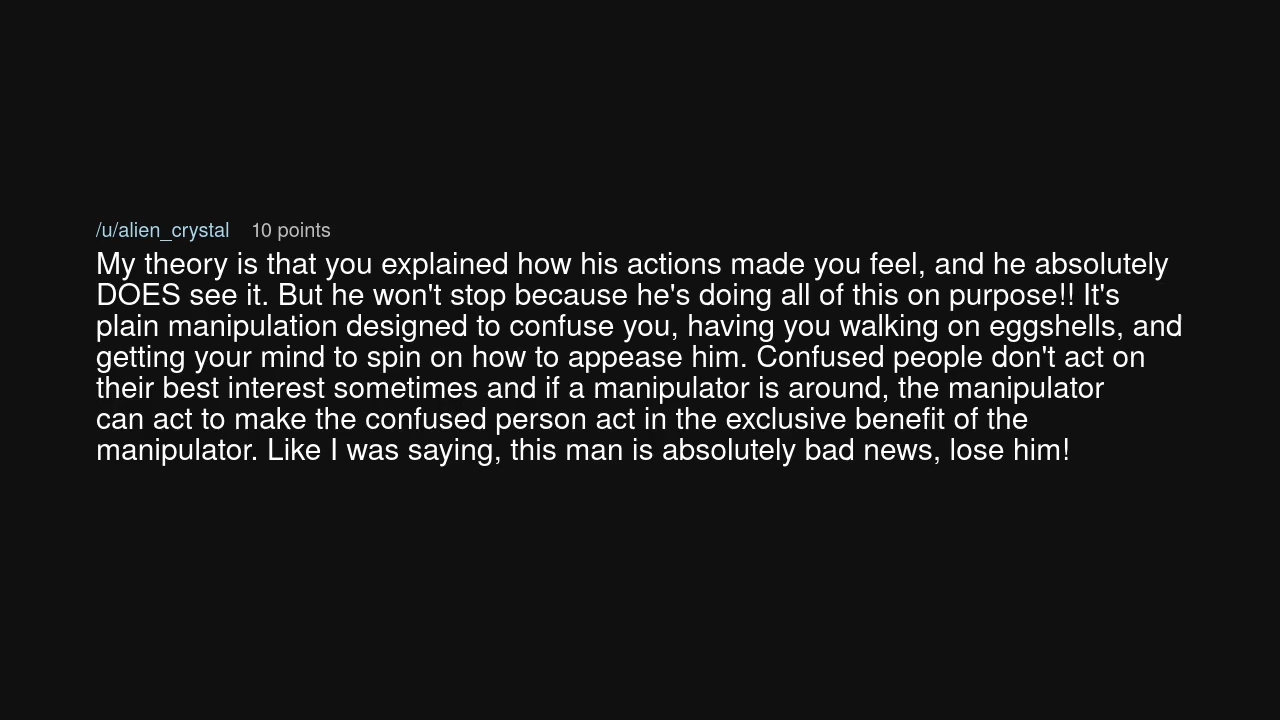 /u/alien_crystal 10 points
My theory is that you explained how his actions made you feel, and he absolutely
DOES see it. But he won't stop because he's doing all of this on purpose!! It's
plain manipulation designed to confuse you, having you walking on eggshells, and
getting your mind to spin on how to appease him. Confused people don't act on
their best interest sometimes and if a manipulator is around, the manipulator
can act to make the confused person act in the exclusive benefit of the
manipulator. Like I was saying, this man is absolutely bad news, lose him!